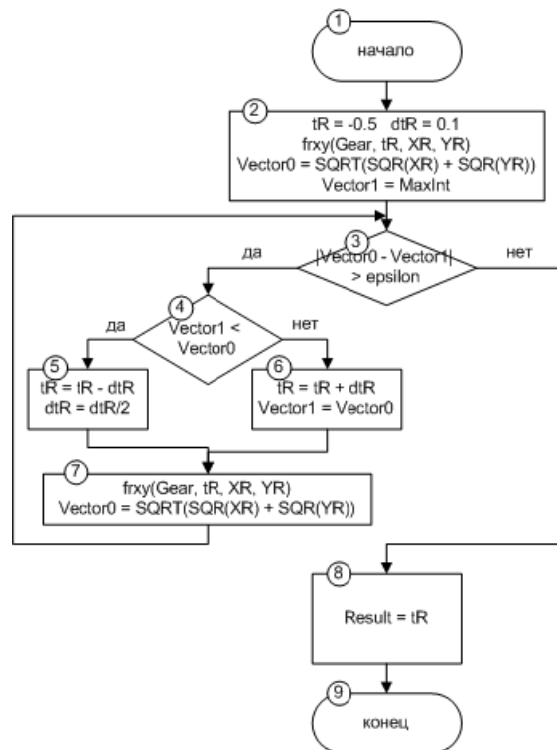 1
начало
2
tR = -0.5 dtR = 0.1
frxy(Gear, tR, XR, YR)
Vector0 = SQRT(SQR(XR) + SQR(YR))
Vector1 = MaxInt
3
|Vector0 - Vector1|
> epsilon
да
нет
4
Vector1 <
Vector0
да
нет
5
tR = tR - dtR
dtR = dtR/2
6
tR = tR + dtR
Vector1 = Vector0
7
frxy(Gear, tR, XR, YR)
Vector0 = SQRT(SQR(XR) + SQR(YR))
8
Result = tR
9
конец